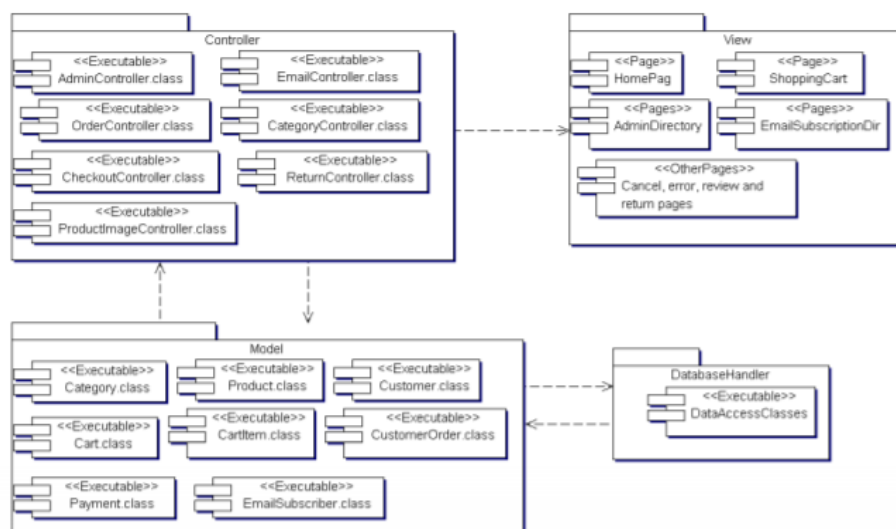 Controller
<<Executable>>
AdminController.class
<<Executable>>
EmailController.class
<<Executable>>
OrderController.class
<<Executable>>
CategoryController.class
<<Executable>>
CheckoutController.class
<<Executable>>
ReturnController.class
<<Executable>>
ProductImageController.class
View
<<Page>>
HomePag
<<Page>>
ShoppingCart
<<Pages>>
AdminDirectory
<<Pages>>
EmailSubscriptionDir
<<OtherPages>>
Cancel, error, review and
return pages
Model
<<Executable>>
Category.class
<<Executable>>
Product.class
<<Executable>>
Customer.class
<<Executable>>
Cart.class
<<Executable>>
CartItem.class
<<Executable>>
CustomerOrder.class
<<Executable>>
Payment.class
<<Executable>>
EmailSubscriber.class
DatabaseHandler
<<Executable>>
DataAccessClasses